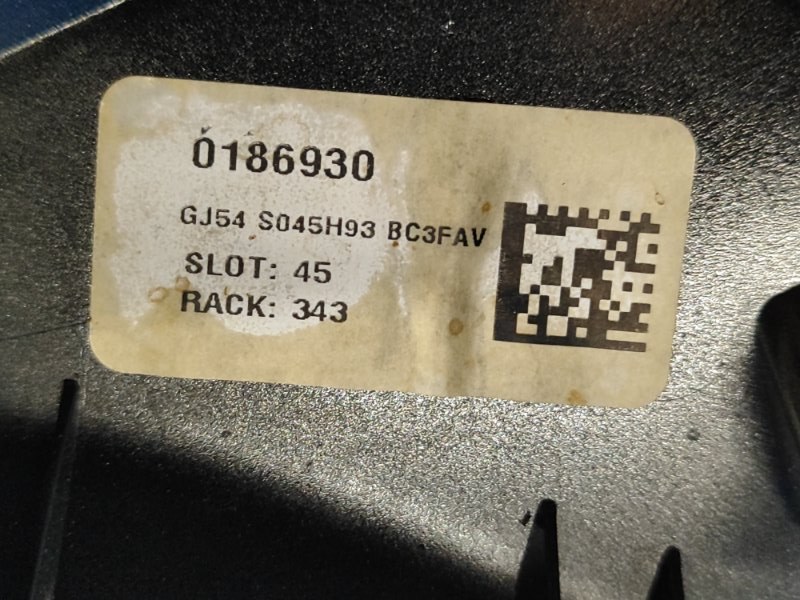 0186930
GJ54 S045H93 BC3FAV
SLOT: 45
RACK: 343